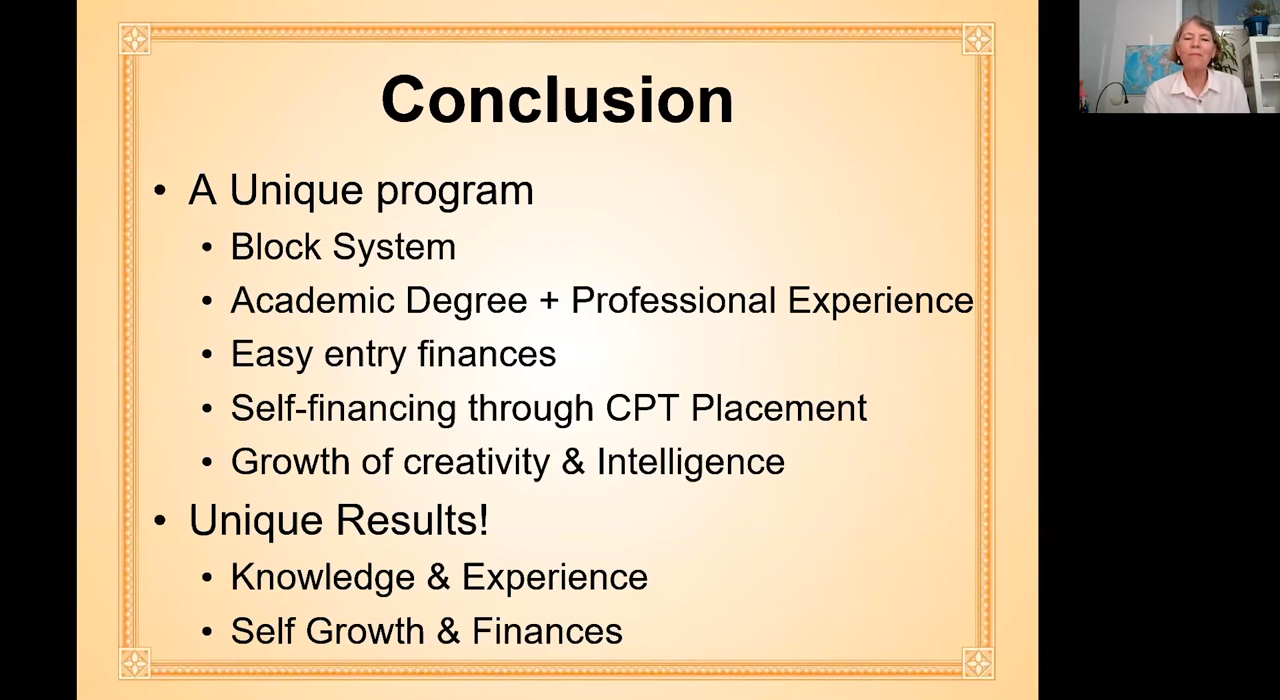 Conclusion
• A Unique program
• Block System
• Academic Degree + Professional Experience
• Easy entry finances
• Self-financing through CPT Placement
• Growth of creativity & Intelligence
• Unique Results!
• Knowledge & Experience
• Self Growth & Finances